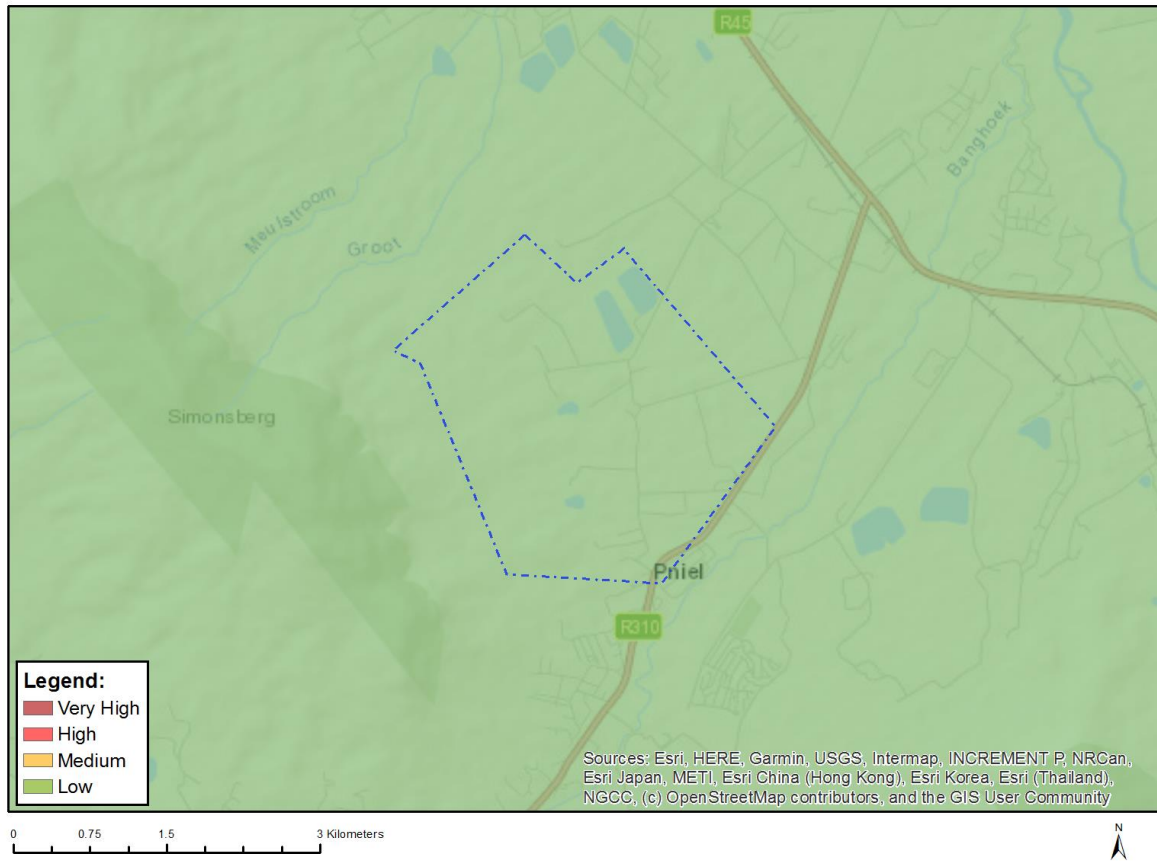 R45
Banghoek
Meulstroom
Groot
Simonsberg
Pniel
R310
Legend:
Very High
High
Medium
Low
Sources: Esri, HERE, Garmin, USGS, Intermap, INCREMENT P, NRCan,
Esri Japan, METI, Esri China (Hong Kong), Esri Korea, Esri (Thailand),
NGCC, (c) OpenStreetMap contributors, and the GIS User Community
0 0.75 1.5 3 Kilometers
N